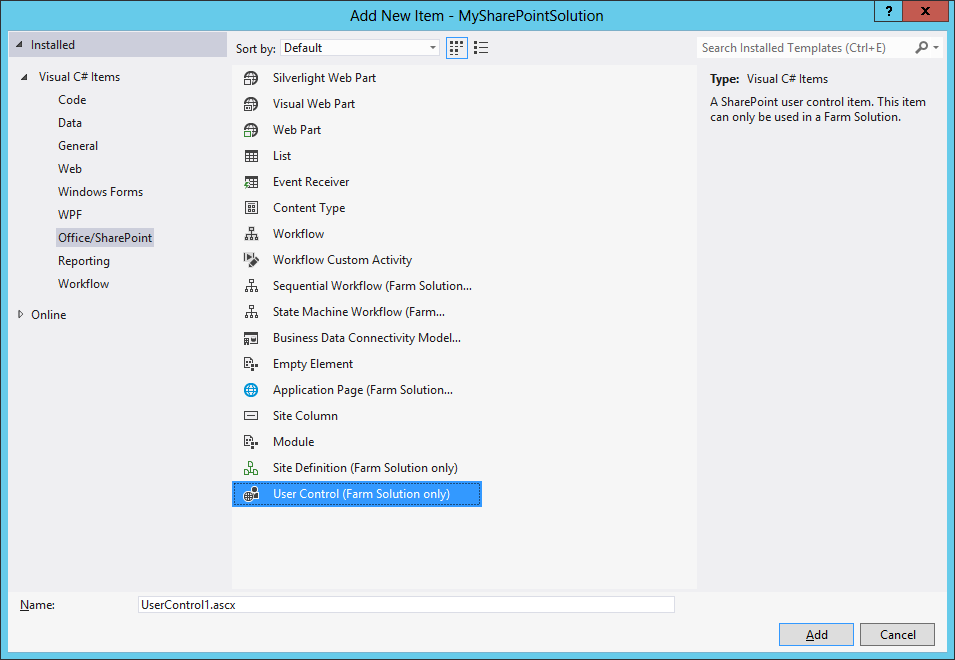 Add New Item - MySharePointSolution
?
x
Installed
Sort by: Default
Search Installed Templates (Ctrl+E)
Visual C# Items
Code
Data
General
Web
Windows Forms
WPF
Office/SharePoint
Reporting
Workflow
Online
Silverlight Web Part
Visual Web Part
Web Part
List
Event Receiver
Content Type
Workflow
Workflow Custom Activity
Sequential Workflow (Farm Solution...
State Machine Workflow (Farm...
Business Data Connectivity Model...
Empty Element
Application Page (Farm Solution...
Site Column
Module
Site Definition (Farm Solution only)
User Control (Farm Solution only)
Type: Visual C# Items
A SharePoint user control item. This item
can only be used in a Farm Solution.
Name: UserControl1.ascx
Add
Cancel